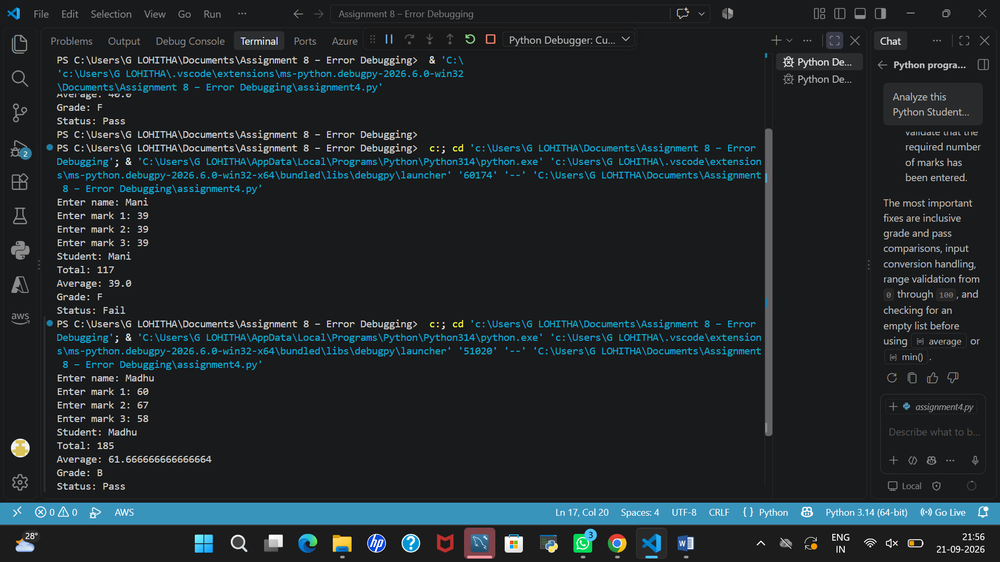 File Edit Selection View Go Run ···
Assignment 8 – Error Debugging
Problems Output Debug Console Terminal Ports Azure
Python Debugger: Cu...
PS C:\Users\G LOHITHA\Documents\Assignment 8 – Error Debugging>  & 'C:\
'c:\Users\G LOHITHA\.vscode\extensions\ms-python.debugpy-2026.6.0-win32
\Documents\Assignment 8 – Error Debugging\assignment4.py'
Average: 40.0
Grade: F
Status: Pass
PS C:\Users\G LOHITHA\Documents\Assignment 8 – Error Debugging>
PS C:\Users\G LOHITHA\Documents\Assignment 8 – Error Debugging>  c:; cd 'c:\Users\G LOHITHA\Documents\Assignment 8 – Error
Debugging'; & 'C:\Users\G LOHITHA\AppData\Local\Programs\Python\Python314\python.exe' 'c:\Users\G LOHITHA\.vscode\extension
s\ms-python.debugpy-2026.6.0-win32-x64\bundled\libs\debugpy\launcher' '60174' '--' 'C:\Users\G LOHITHA\Documents\Assignment
8 – Error Debugging\assignment4.py'
Enter name: Mani
Enter mark 1: 39
Enter mark 2: 39
Enter mark 3: 39
Student: Mani
Total: 117
Average: 39.0
Grade: F
Status: Fail
PS C:\Users\G LOHITHA\Documents\Assignment 8 – Error Debugging>  c:; cd 'c:\Users\G LOHITHA\Documents\Assignment 8 – Error
Debugging'; & 'C:\Users\G LOHITHA\AppData\Local\Programs\Python\Python314\python.exe' 'c:\Users\G LOHITHA\.vscode\extension
s\ms-python.debugpy-2026.6.0-win32-x64\bundled\libs\debugpy\launcher' '51020' '--' 'C:\Users\G LOHITHA\Documents\Assignment
8 – Error Debugging\assignment4.py'
Enter name: Madhu
Enter mark 1: 60
Enter mark 2: 67
Enter mark 3: 58
Student: Madhu
Total: 185
Average: 61.666666666666664
Grade: B
Status: Pass
Python De...
Python De...
Chat
Python progra...
Analyze this
Python Student...
validate that the
required number
of marks has
been entered.
The most important
fixes are inclusive
grade and pass
comparisons, input
conversion handling,
range validation from
0 through 100, and
checking for an
empty list before
using average or
min().
assignment4.py
Describe what to b...
Local
2
aws
0 0 AWS
Ln 17, Col 20 Spaces: 4 UTF-8 CRLF { } Python Python 3.14 (64-bit) Go Live
28°
hp
3
ENG
IN
21:56
21-09-2026